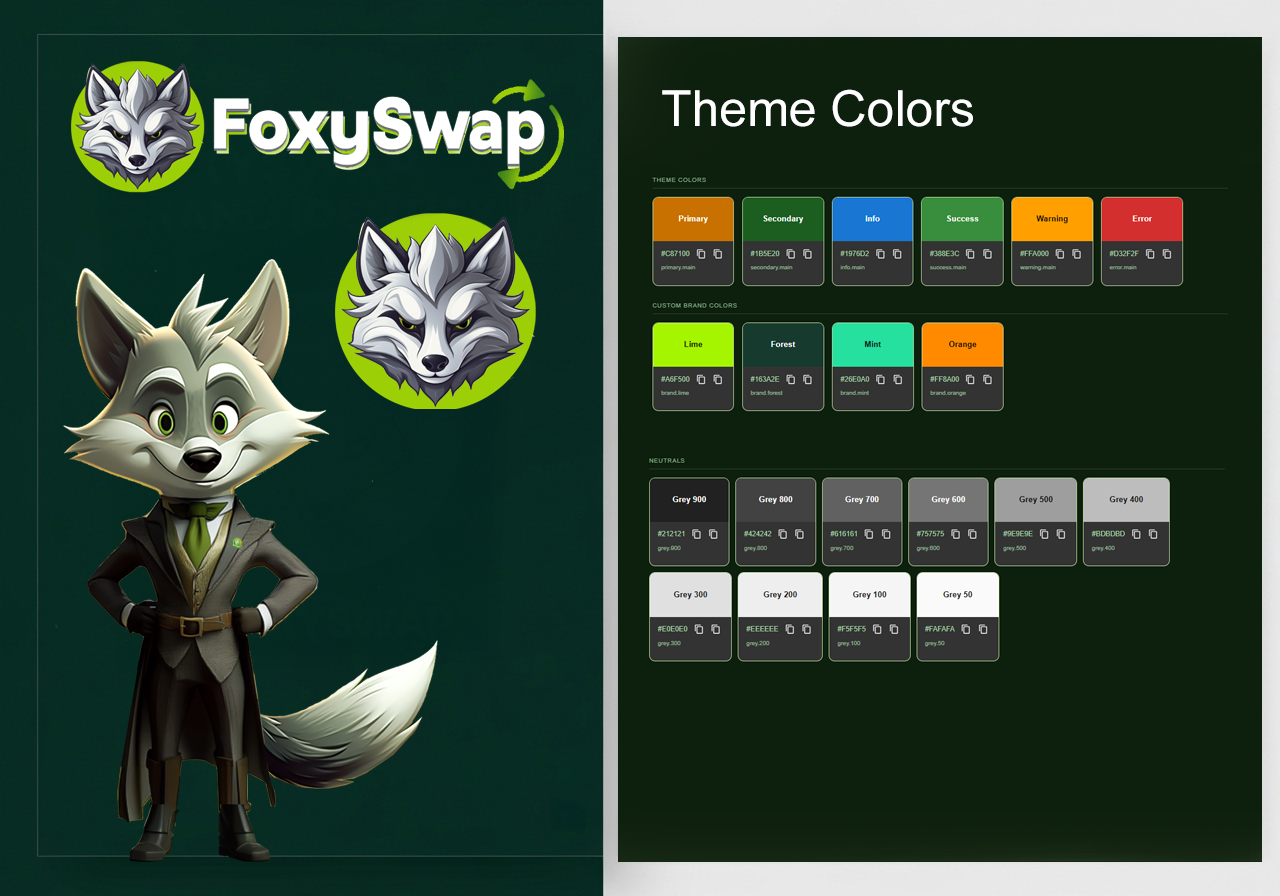 FoxySwap
Theme Colors
THEME COLORS
Primary Secondary Info Success Warning Error
#C87100 #1B5E20 #1976D2 #388E3C #FFA000 #D32F2F
primary.main secondary.main info.main success.main warning.main error.main
CUSTOM BRAND COLORS
Lime Forest Mint Orange
#A6F500 #163A2E #26E0A0 #FF8A00
brand.lime brand.forest brand.mint brand.orange
NEUTRALS
Grey 900 Grey 800 Grey 700 Grey 600 Grey 500 Grey 400
#212121 #424242 #616161 #757575 #9E9E9E #BDBDBD
grey.900 grey.800 grey.700 grey.600 grey.500 grey.400
Grey 300 Grey 200 Grey 100 Grey 50
#E0E0E0 #EEEEEE #F5F5F5 #FAFAFA
grey.300 grey.200 grey.100 grey.50